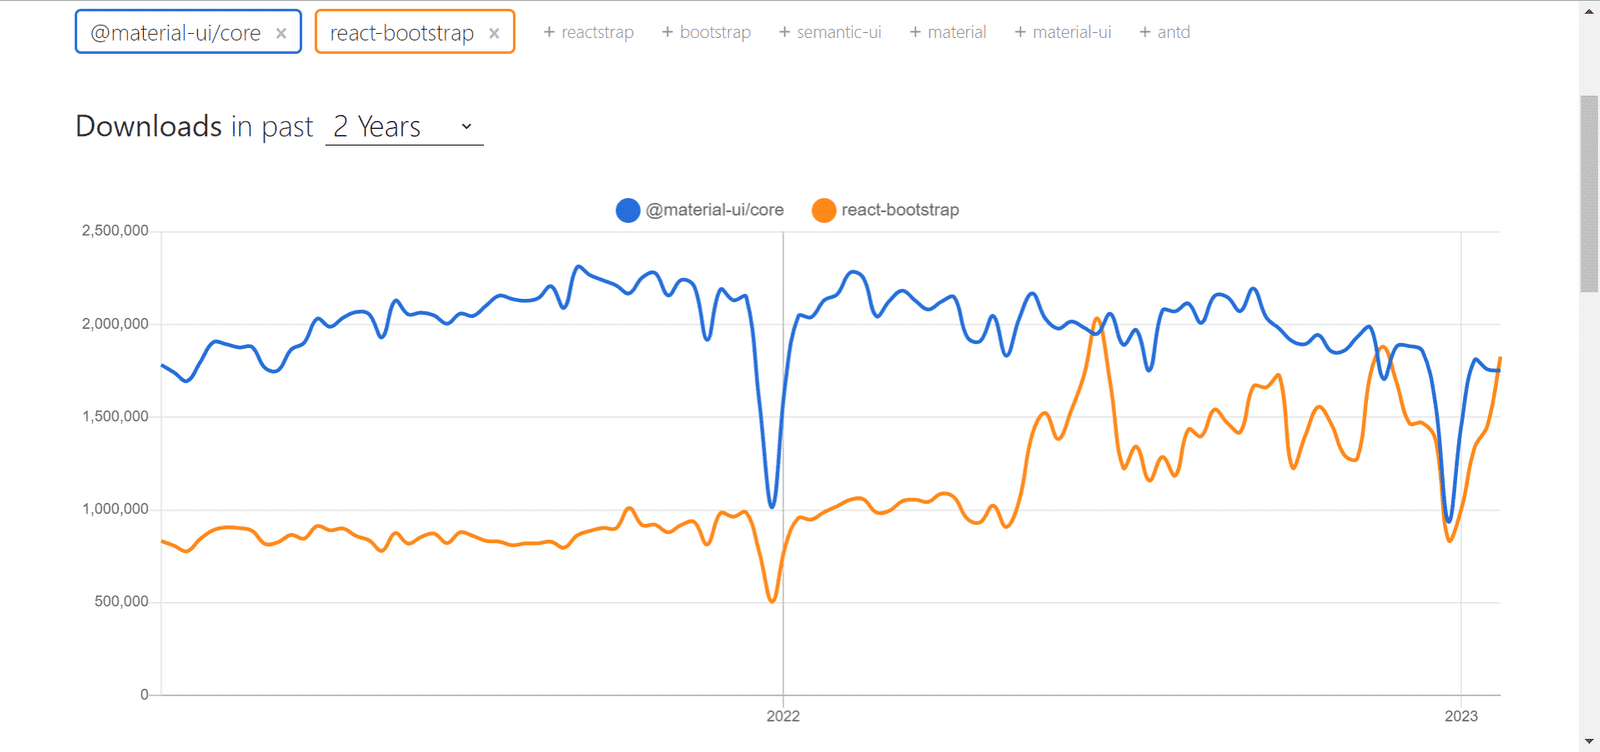 @material-ui/core × react-bootstrap × + reactstrap + bootstrap + semantic-ui + material + material-ui + antd
Downloads in past 2 Years
@material-ui/core react-bootstrap
2,500,000
2,000,000
1,500,000
1,000,000
500,000
0
2022 2023